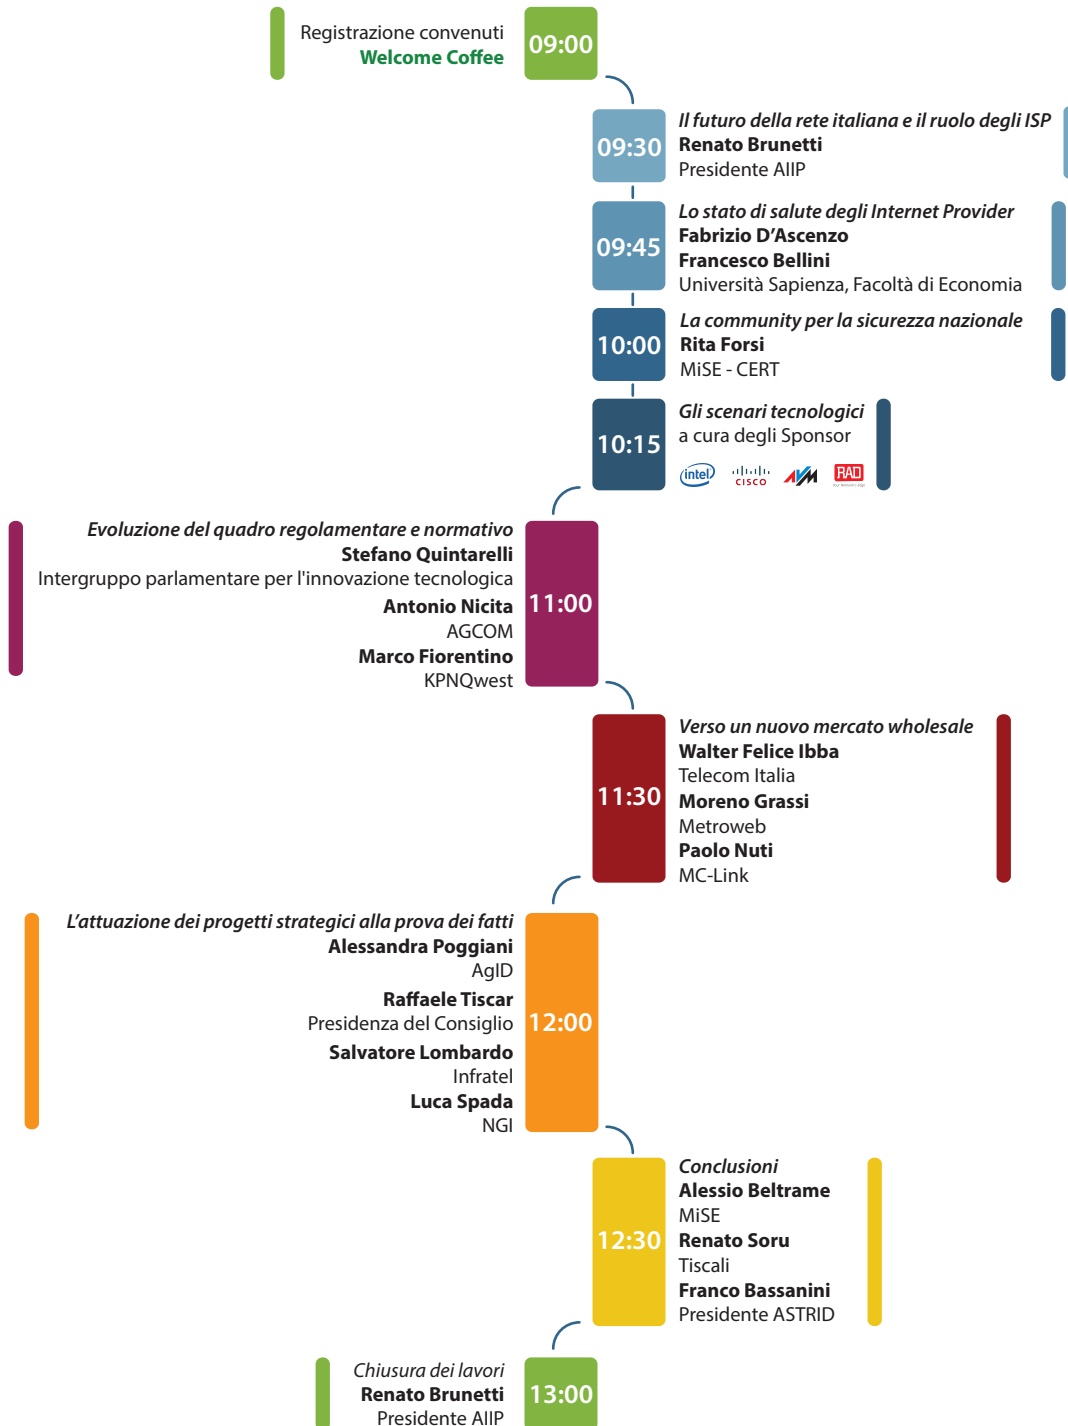 Registrazione convenuti
Welcome Coffee
09:00
09:30
Il futuro della rete italiana e il ruolo degli ISP
Renato Brunetti
Presidente AIIP
09:45
Lo stato di salute degli Internet Provider
Fabrizio D'Ascenzo
Francesco Bellini
Università Sapienza, Facoltà di Economia
10:00
La community per la sicurezza nazionale
Rita Forsi
MiSE - CERT
10:15
Gli scenari tecnologici
a cura degli Sponsor
intel CISCO AVM RAD
Evoluzione del quadro regolamentare e normativo
Stefano Quintarelli
Intergruppo parlamentare per l'innovazione tecnologica
Antonio Nicita
AGCOM
Marco Fiorentino
KPNQwest
11:00
11:30
Verso un nuovo mercato wholesale
Walter Felice Ibba
Telecom Italia
Moreno Grassi
Metroweb
Paolo Nuti
MC-Link
L'attuazione dei progetti strategici alla prova dei fatti
Alessandra Poggiani
AgID
Raffaele Tiscar
Presidenza del Consiglio
Salvatore Lombardo
Infratel
Luca Spada
NGI
12:00
12:30
Conclusioni
Alessio Beltrame
MiSE
Renato Soru
Tiscali
Franco Bassanini
Presidente ASTRID
Chiusura dei lavori
Renato Brunetti
Presidente AIIP
13:00